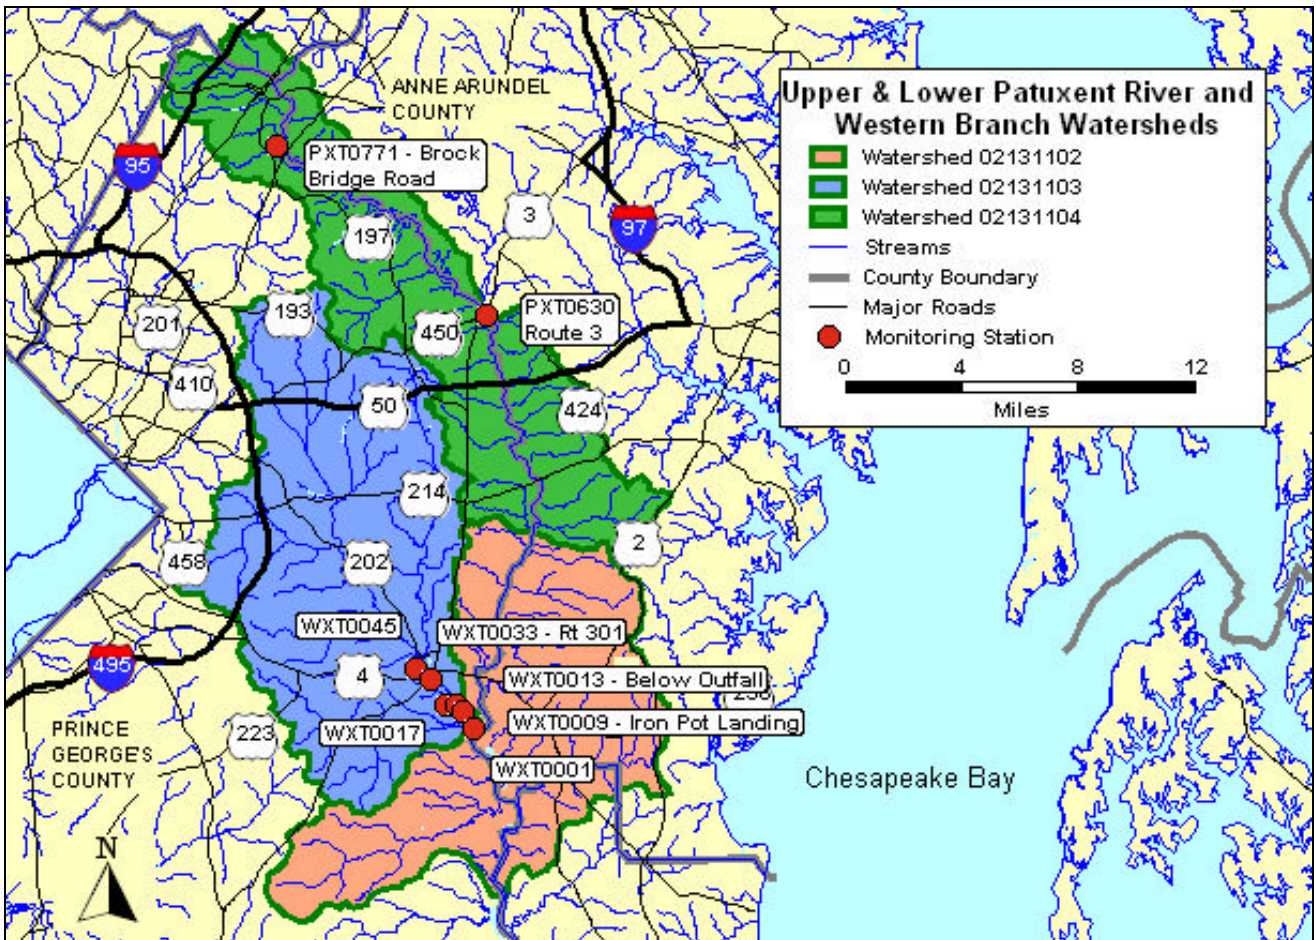 ANNE ARUNDEL
COUNTY
PXT0771 - Brock
Bridge Road
95
3
97
197
PXT0630
Route 3
193
201
450
410
50
424
214
2
458
202
WXT0045
WXT0033 - Rt 301
495
4
WXT0013 - Below Outfall
WXT0009 - Iron Pot Landing
223
WXT0017
WXT0001
PRINCE
GEORGE'S
COUNTY
N
Chesapeake Bay
Upper & Lower Patuxent River and
Western Branch Watersheds
Watershed 02131102
Watershed 02131103
Watershed 02131104
Streams
County Boundary
Major Roads
Monitoring Station
0 4 8 12
Miles